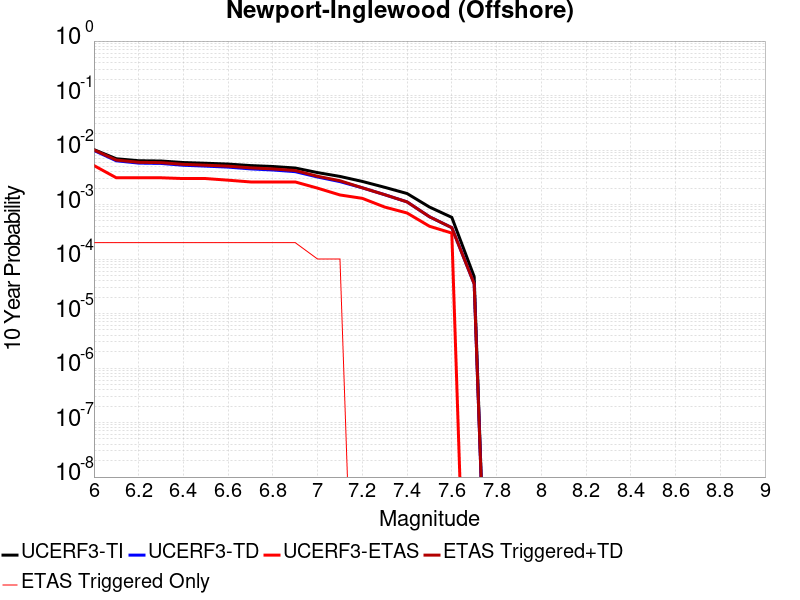 Newport-Inglewood (Offshore)
10 0
10 -1
10 -2
10 -3
10 -4
10 -5
10 -6
10 -7
10 -8
10 Year Probability
6 6.2 6.4 6.6 6.8 7 7.2 7.4 7.6 7.8 8 8.2 8.4 8.6 8.8 9
Magnitude
UCERF3-TI UCERF3-TD UCERF3-ETAS ETAS Triggered+TD
ETAS Triggered Only